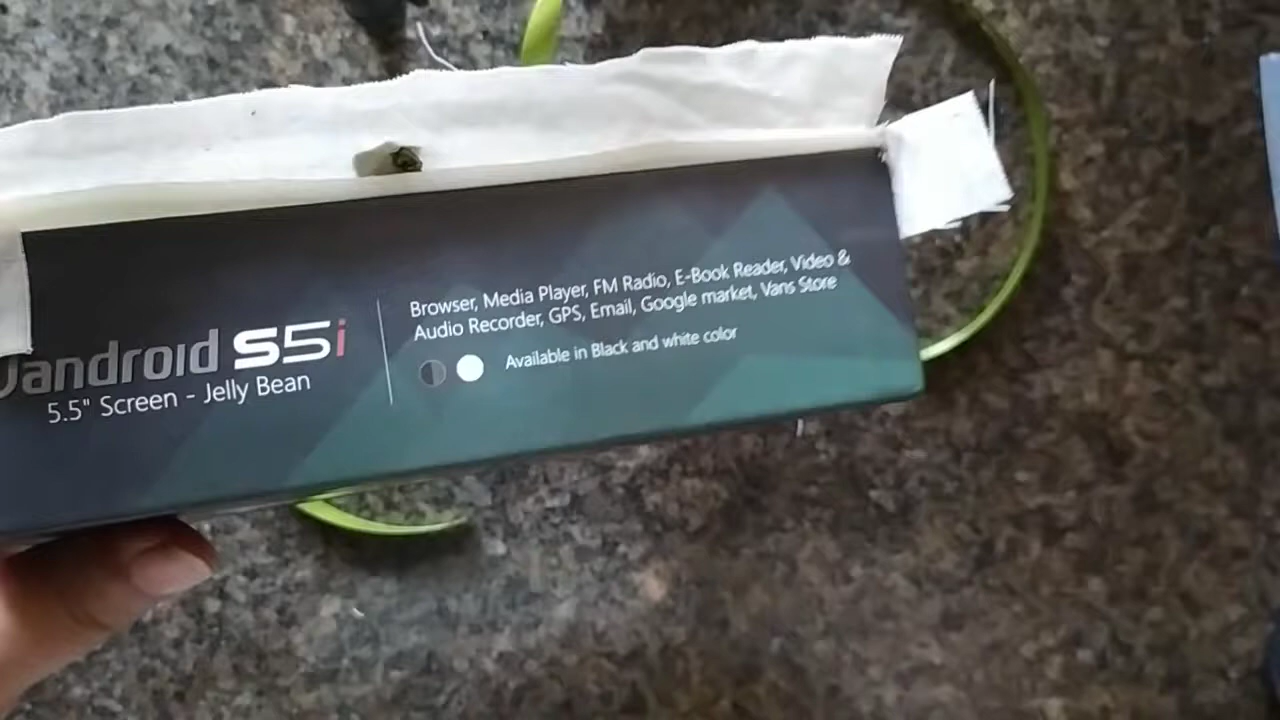 android S5i
5.5" Screen - Jelly Bean
Browser, Media Player, FM Radio, E-Book Reader, Video &
Audio Recorder, GPS, Email, Google market, Vans Store
Available in Black and white color